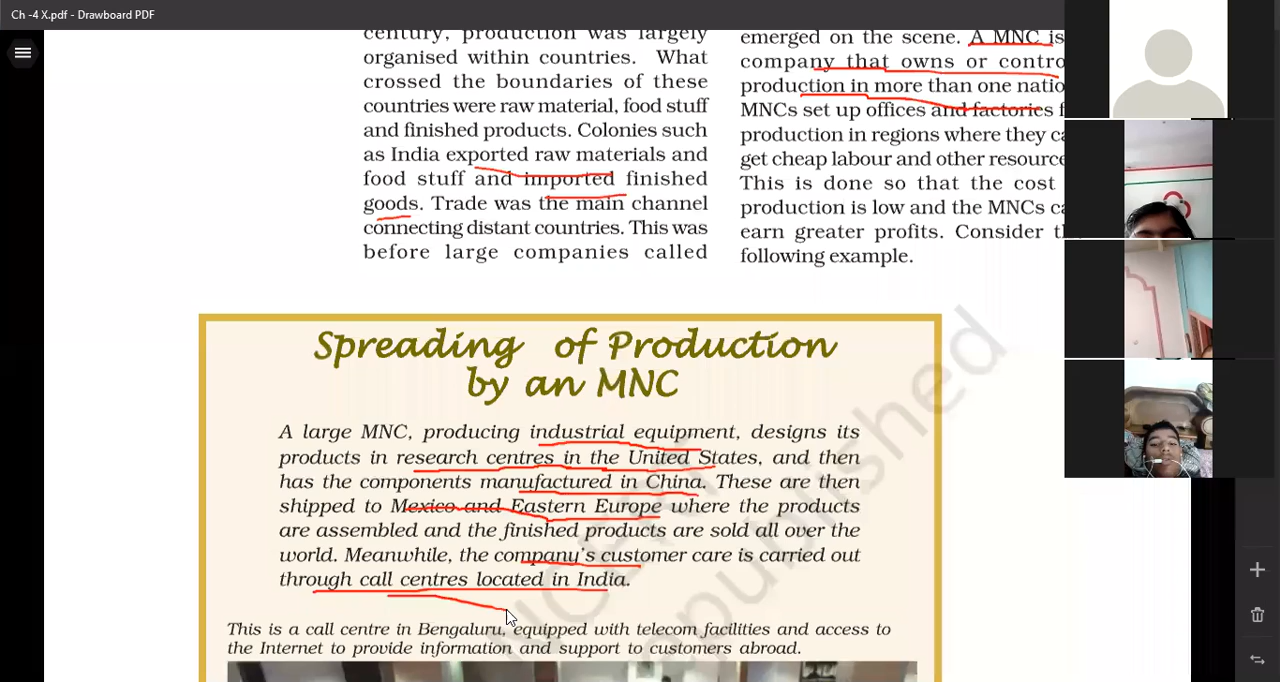 Ch -4 X.pdf - Drawboard PDF
century, production was largely
organised within countries. What
crossed the boundaries of these
countries were raw material, food stuff
and finished products. Colonies such
as India exported raw materials and
food stuff and imported finished
goods. Trade was the main channel
connecting distant countries. This was
before large companies called
emerged on the scene. A MNC is
company that owns or contro
production in more than one natio
MNCs set up offices and factories f
production in regions where they ca
get cheap labour and other resource
This is done so that the cost
production is low and the MNCs ca
earn greater profits. Consider th
following example.
Spreading of Production
by an MNC
A large MNC, producing industrial equipment, designs its
products in research centres in the United States, and then
has the components manufactured in China. These are then
shipped to Mexico and Eastern Europe where the products
are assembled and the finished products are sold all over the
world. Meanwhile, the company's customer care is carried out
through call centres located in India.
This is a call centre in Bengaluru, equipped with telecom facilities and access to
the Internet to provide information and support to customers abroad.
NCERT
republished